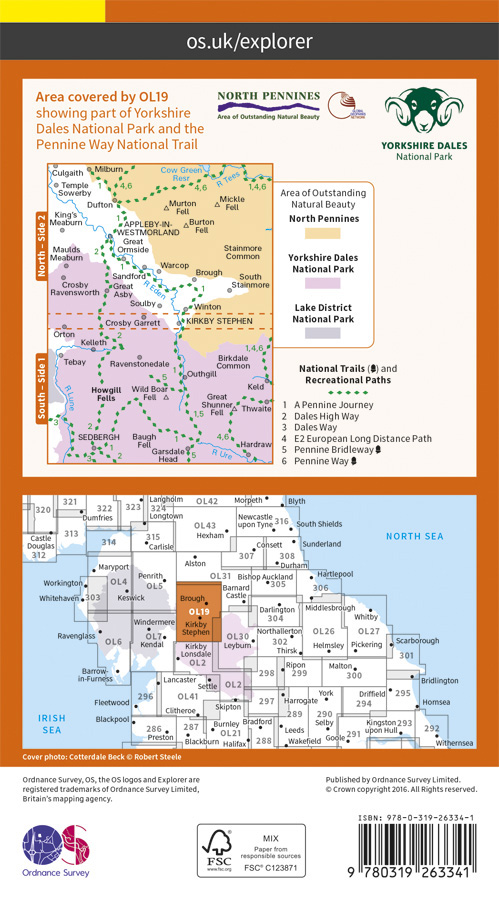 os.uk/explorer
Area covered by OL19
showing part of Yorkshire
Dales National Park and the
Pennine Way National Trail
NORTH PENNINES
Area of Outstanding Natural Beauty
GLOBAL
GEOPARKS
NETWORK
YORKSHIRE DALES
National Park
North – Side 2
South – Side 1
Culgaith
Milburn
Cow Green
Resr
R Tees
Temple
Sowerby
1
4,6
1,4,6
Dufton
Murton
Fell
Mickle
Fell
King's
Meaburn
APPLEBY-IN-
WESTMORLAND
Burton
Fell
Great
Ormside
Maulds
Meaburn
2
1
Stainmore
Common
Warcop
Sandford
Brough
Crosby
Ravensworth
Great
Asby
R Eden
South
Stainmore
Soulby
Winton
Crosby Garrett
KIRKBY STEPHEN
Orton
2
Kelleth
1,4,6
Tebay
Ravenstonedale
Birkdale
Common
Outhgill
Keld
R Lune
Howgill
Fells
Wild Boar
Fell
5
Great
Shunner
Fell
Thwaite
1,5
3
2
SEDBERGH
Baugh
Fell
1
4,6
Hardraw
Garsdale
Head
5
R Ure
3
2
1
Area of Outstanding
Natural Beauty
North Pennines
Yorkshire Dales
National Park
Lake District
National Park
National Trails () and
Recreational Paths
1 A Pennine Journey
2 Dales High Way
3 Dales Way
4 E2 European Long Distance Path
5 Pennine Bridleway
6 Pennine Way
320
321
322
323
Langholm
324
Longtown
OL42
Morpeth
Blyth
Dumfries
OL43
Newcastle
upon Tyne
316
South Shields
NORTH SEA
Castle
Douglas
312
313
314
315
Carlisle
Hexham
Sunderland
Consett
307
308
Durham
Alston
Maryport
Hartlepool
Workington
OL4
Penrith
OL5
OL31
Bishop Auckland
305
306
Whitehaven
303
Keswick
Brough
Barnard
Castle
OL19
Darlington
304
Middlesbrough
Whitby
Windermere
Kirkby
Stephen
OL30
Leyburn
Northallerton
302
Thirsk
OL26
Helmsley
OL27
Pickering
Ravenglass
OL6
OL7
Kendal
Scarborough
301
Kirkby
Lonsdale
OL2
Barrow-
in-Furness
Lancaster
Settle
OL2
298
Ripon
299
Malton
300
Bridlington
296
OL41
Harrogate
York
Driffield
294
295
Fleetwood
Clitheroe
Skipton
297
289
290
Hornsea
IRISH
SEA
Blackpool
286
Preston
287
Blackburn
Burnley
OL21
Halifax
Bradford
288
Leeds
Wakefield
Selby
Goole
291
Kingston
upon Hull
293
292
Withernsea
Cover photo: Cotterdale Beck © Robert Steele
Ordnance Survey, OS, the OS logos and Explorer are
registered trademarks of Ordnance Survey Limited,
Britain's mapping agency.
Published by Ordnance Survey Limited.
© Crown copyright 2016. All Rights reserved.
OS
Ordnance Survey
FSC
www.fsc.org
MIX
Paper from
responsible sources
FSC® C123871
ISBN: 978-0-319-26334-1
9 780319 263341